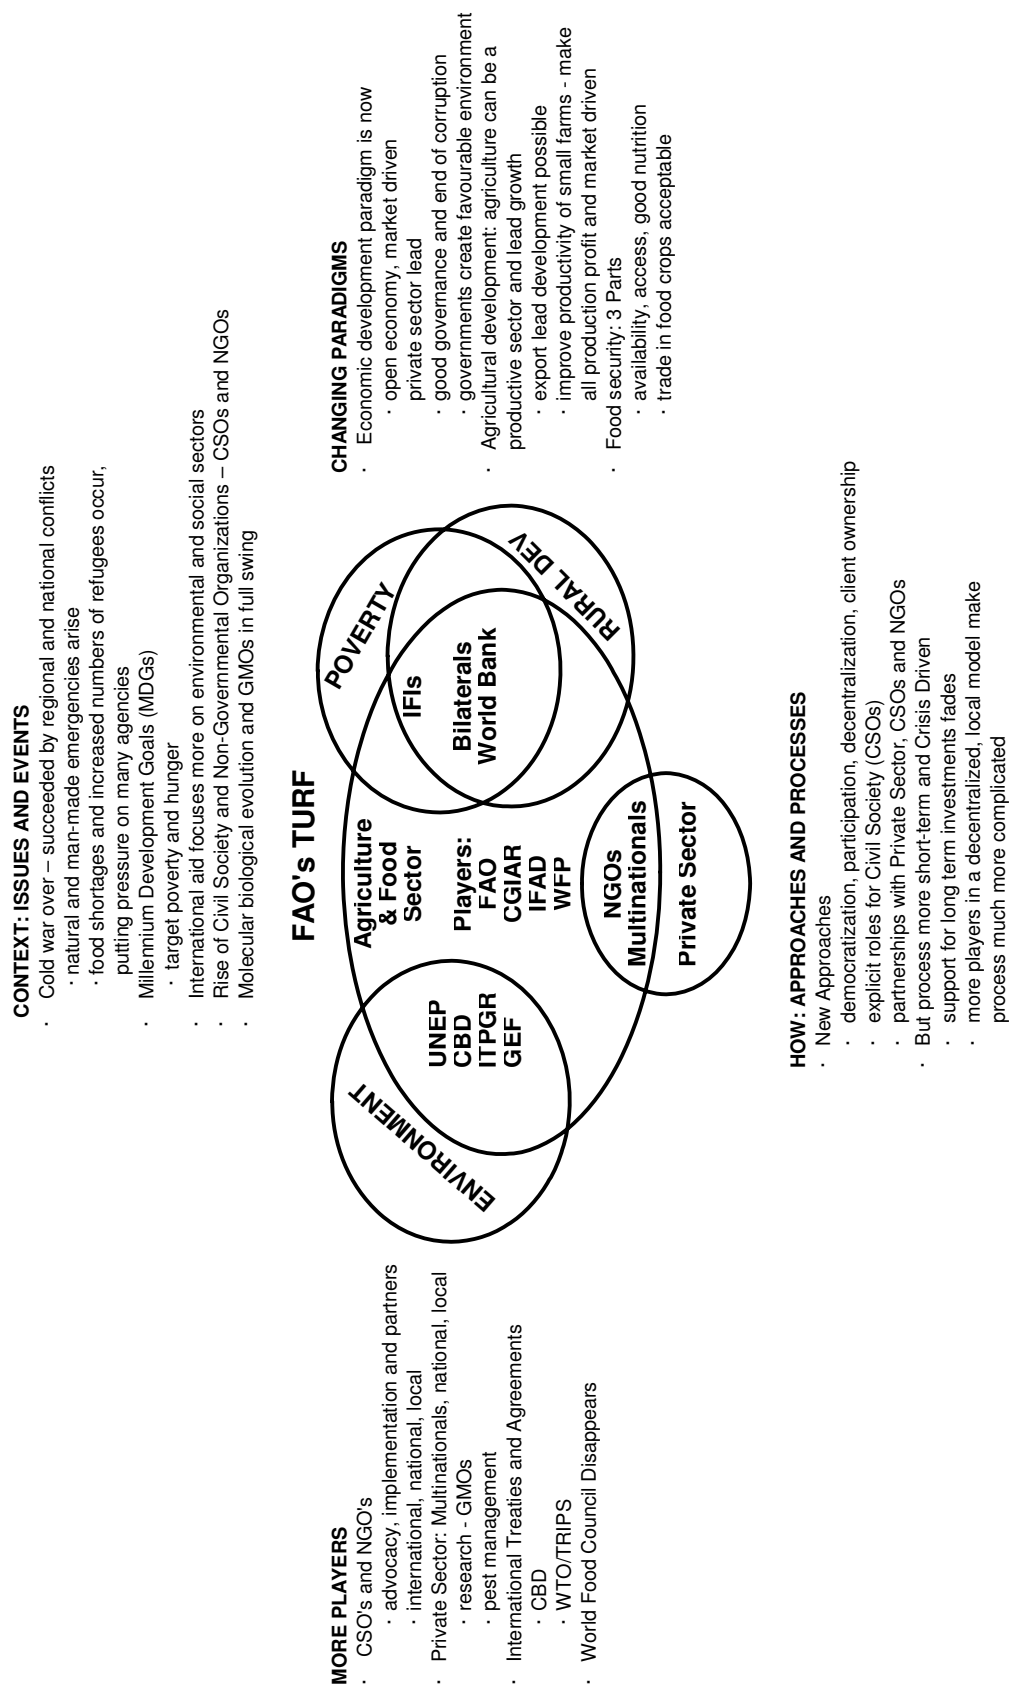 CONTEXT: ISSUES AND EVENTS
· Cold war over – succeeded by regional and national conflicts
· natural and man-made emergencies arise
· food shortages and increased numbers of refugees occur,
putting pressure on many agencies
· Millennium Development Goals (MDGs)
· target poverty and hunger
· International aid focuses more on environmental and social sectors
· Rise of Civil Society and Non-Governmental Organizations – CSOs and NGOs
· Molecular biological evolution and GMOs in full swing
MORE PLAYERS
· CSO's and NGO's
· advocacy, implementation and partners
· international, national, local
· Private Sector: Multinationals, national, local
· research - GMOs
· pest management
· International Treaties and Agreements
· CBD
· WTO/TRIPS
· World Food Council Disappears
FAO's TURF
ENVIRONMENT
UNEP
CBD
ITPGR
GEF
Agriculture
& Food
Sector
Players:
FAO
CGIAR
IFAD
WFP
NGOs
Multinationals
Private Sector
POVERTY
IFIs
Bilaterals
World Bank
RURAL DEV
CHANGING PARADIGMS
· Economic development paradigm is now
· open economy, market driven
private sector lead
· good governance and end of corruption
· governments create favourable environment
· Agricultural development: agriculture can be a
productive sector and lead growth
· export lead development possible
· improve productivity of small farms - make
all production profit and market driven
· Food security: 3 Parts
· availability, access, good nutrition
· trade in food crops acceptable
HOW: APPROACHES AND PROCESSES
· New Approaches
· democratization, participation, decentralization, client ownership
· explicit roles for Civil Society (CSOs)
· partnerships with Private Sector, CSOs and NGOs
· But process more short-term and Crisis Driven
· support for long term investments fades
· more players in a decentralized, local model make
process much more complicated